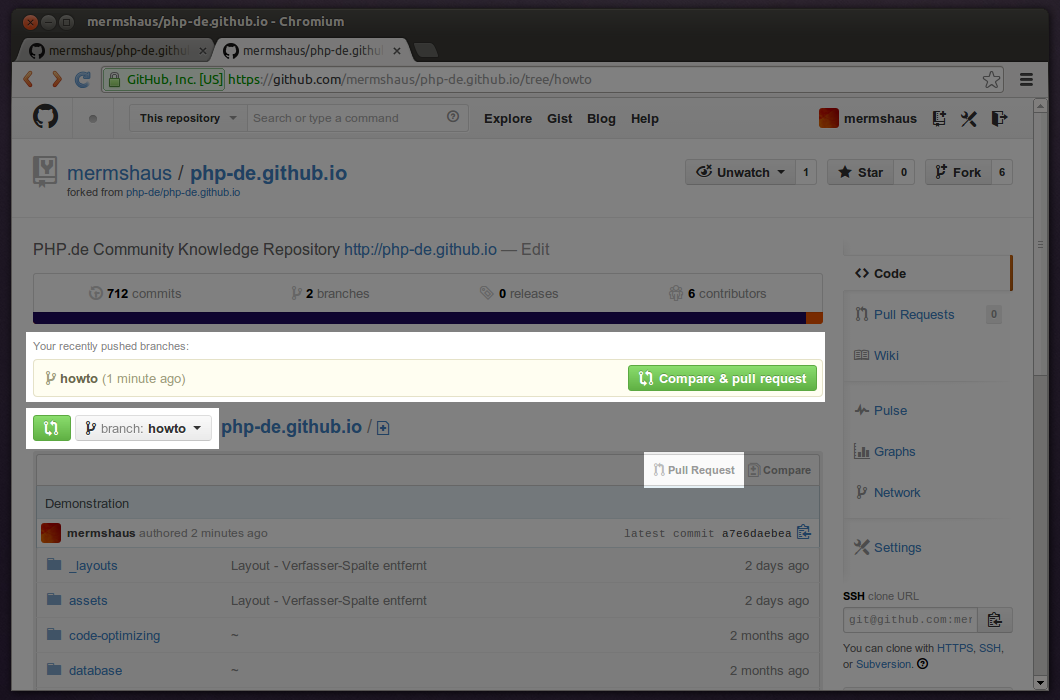 mermshaus/php-de.github.io - Chromium
mermshaus/php-de.githu
mermshaus/php-de.githu
GitHub, Inc. [US] https://github.com/mermshaus/php-de.github.io/tree/howto
This repository Search or type a command Explore Gist Blog Help mermshaus
mermshaus / php-de.github.io
forked from php-de/php-de.github.io
Unwatch 1 Star 0 Fork 6
PHP.de Community Knowledge Repository http://php-de.github.io — Edit
712 commits 2 branches 0 releases 6 contributors
Your recently pushed branches:
howto (1 minute ago) Compare & pull request
branch: howto php-de.github.io /
Pull Request Compare
Demonstration
mermshaus authored 2 minutes ago latest commit a7e6daebea
_layouts Layout - Verfasser-Spalte entfernt 2 days ago
assets Layout - Verfasser-Spalte entfernt 2 days ago
code-optimizing ~ 2 months ago
database ~ 2 months ago
Code
Pull Requests 0
Wiki
Pulse
Graphs
Network
Settings
SSH clone URL
git@github.com:mer
You can clone with HTTPS, SSH,
or Subversion.